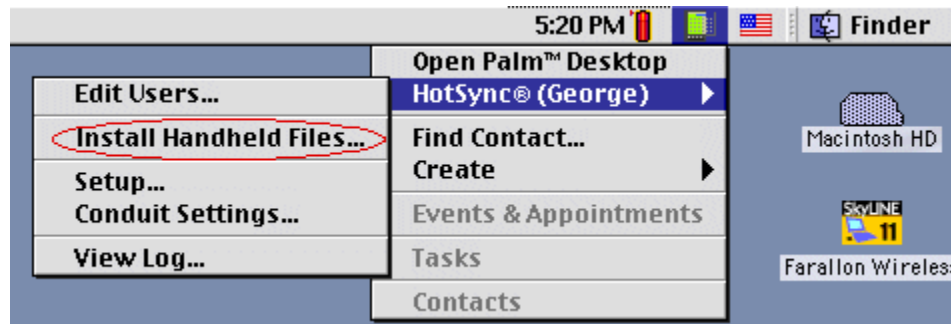 5:20 PM Finder
Open Palm™ Desktop
HotSync® (George)
Find Contact...
Create
Events & Appointments
Tasks
Contacts
Edit Users...
Install Handheld Files...
Setup...
Conduit Settings...
View Log...
Macintosh HD
SkyLINE
11
Farallon Wireles